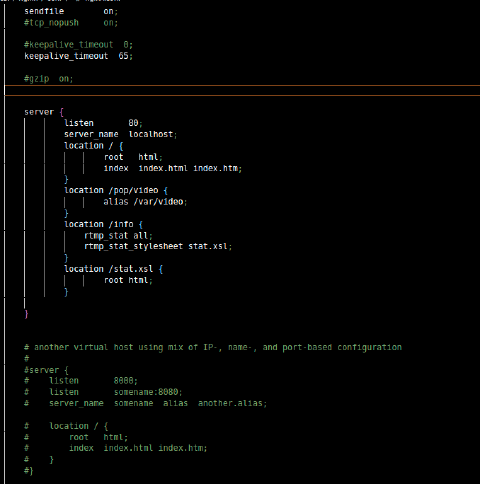 sendfile        on;
#tcp_nopush     on;
#keepalive_timeout  0;
keepalive_timeout  65;
#gzip  on;
server {
listen       80;
server_name  localhost;
location / {
root   html;
index  index.html index.htm;
}
location /pop/video {
alias /var/video;
}
location /info {
rtmp_stat all;
rtmp_stat_stylesheet stat.xsl;
}
location /stat.xsl {
root html;
}
}
# another virtual host using mix of IP-, name-, and port-based configuration
#
#server {
#    listen       8000;
#    listen       somename:8080;
#    server_name  somename  alias  another.alias;
#    location / {
#        root   html;
#        index  index.html index.htm;
#    }
#}